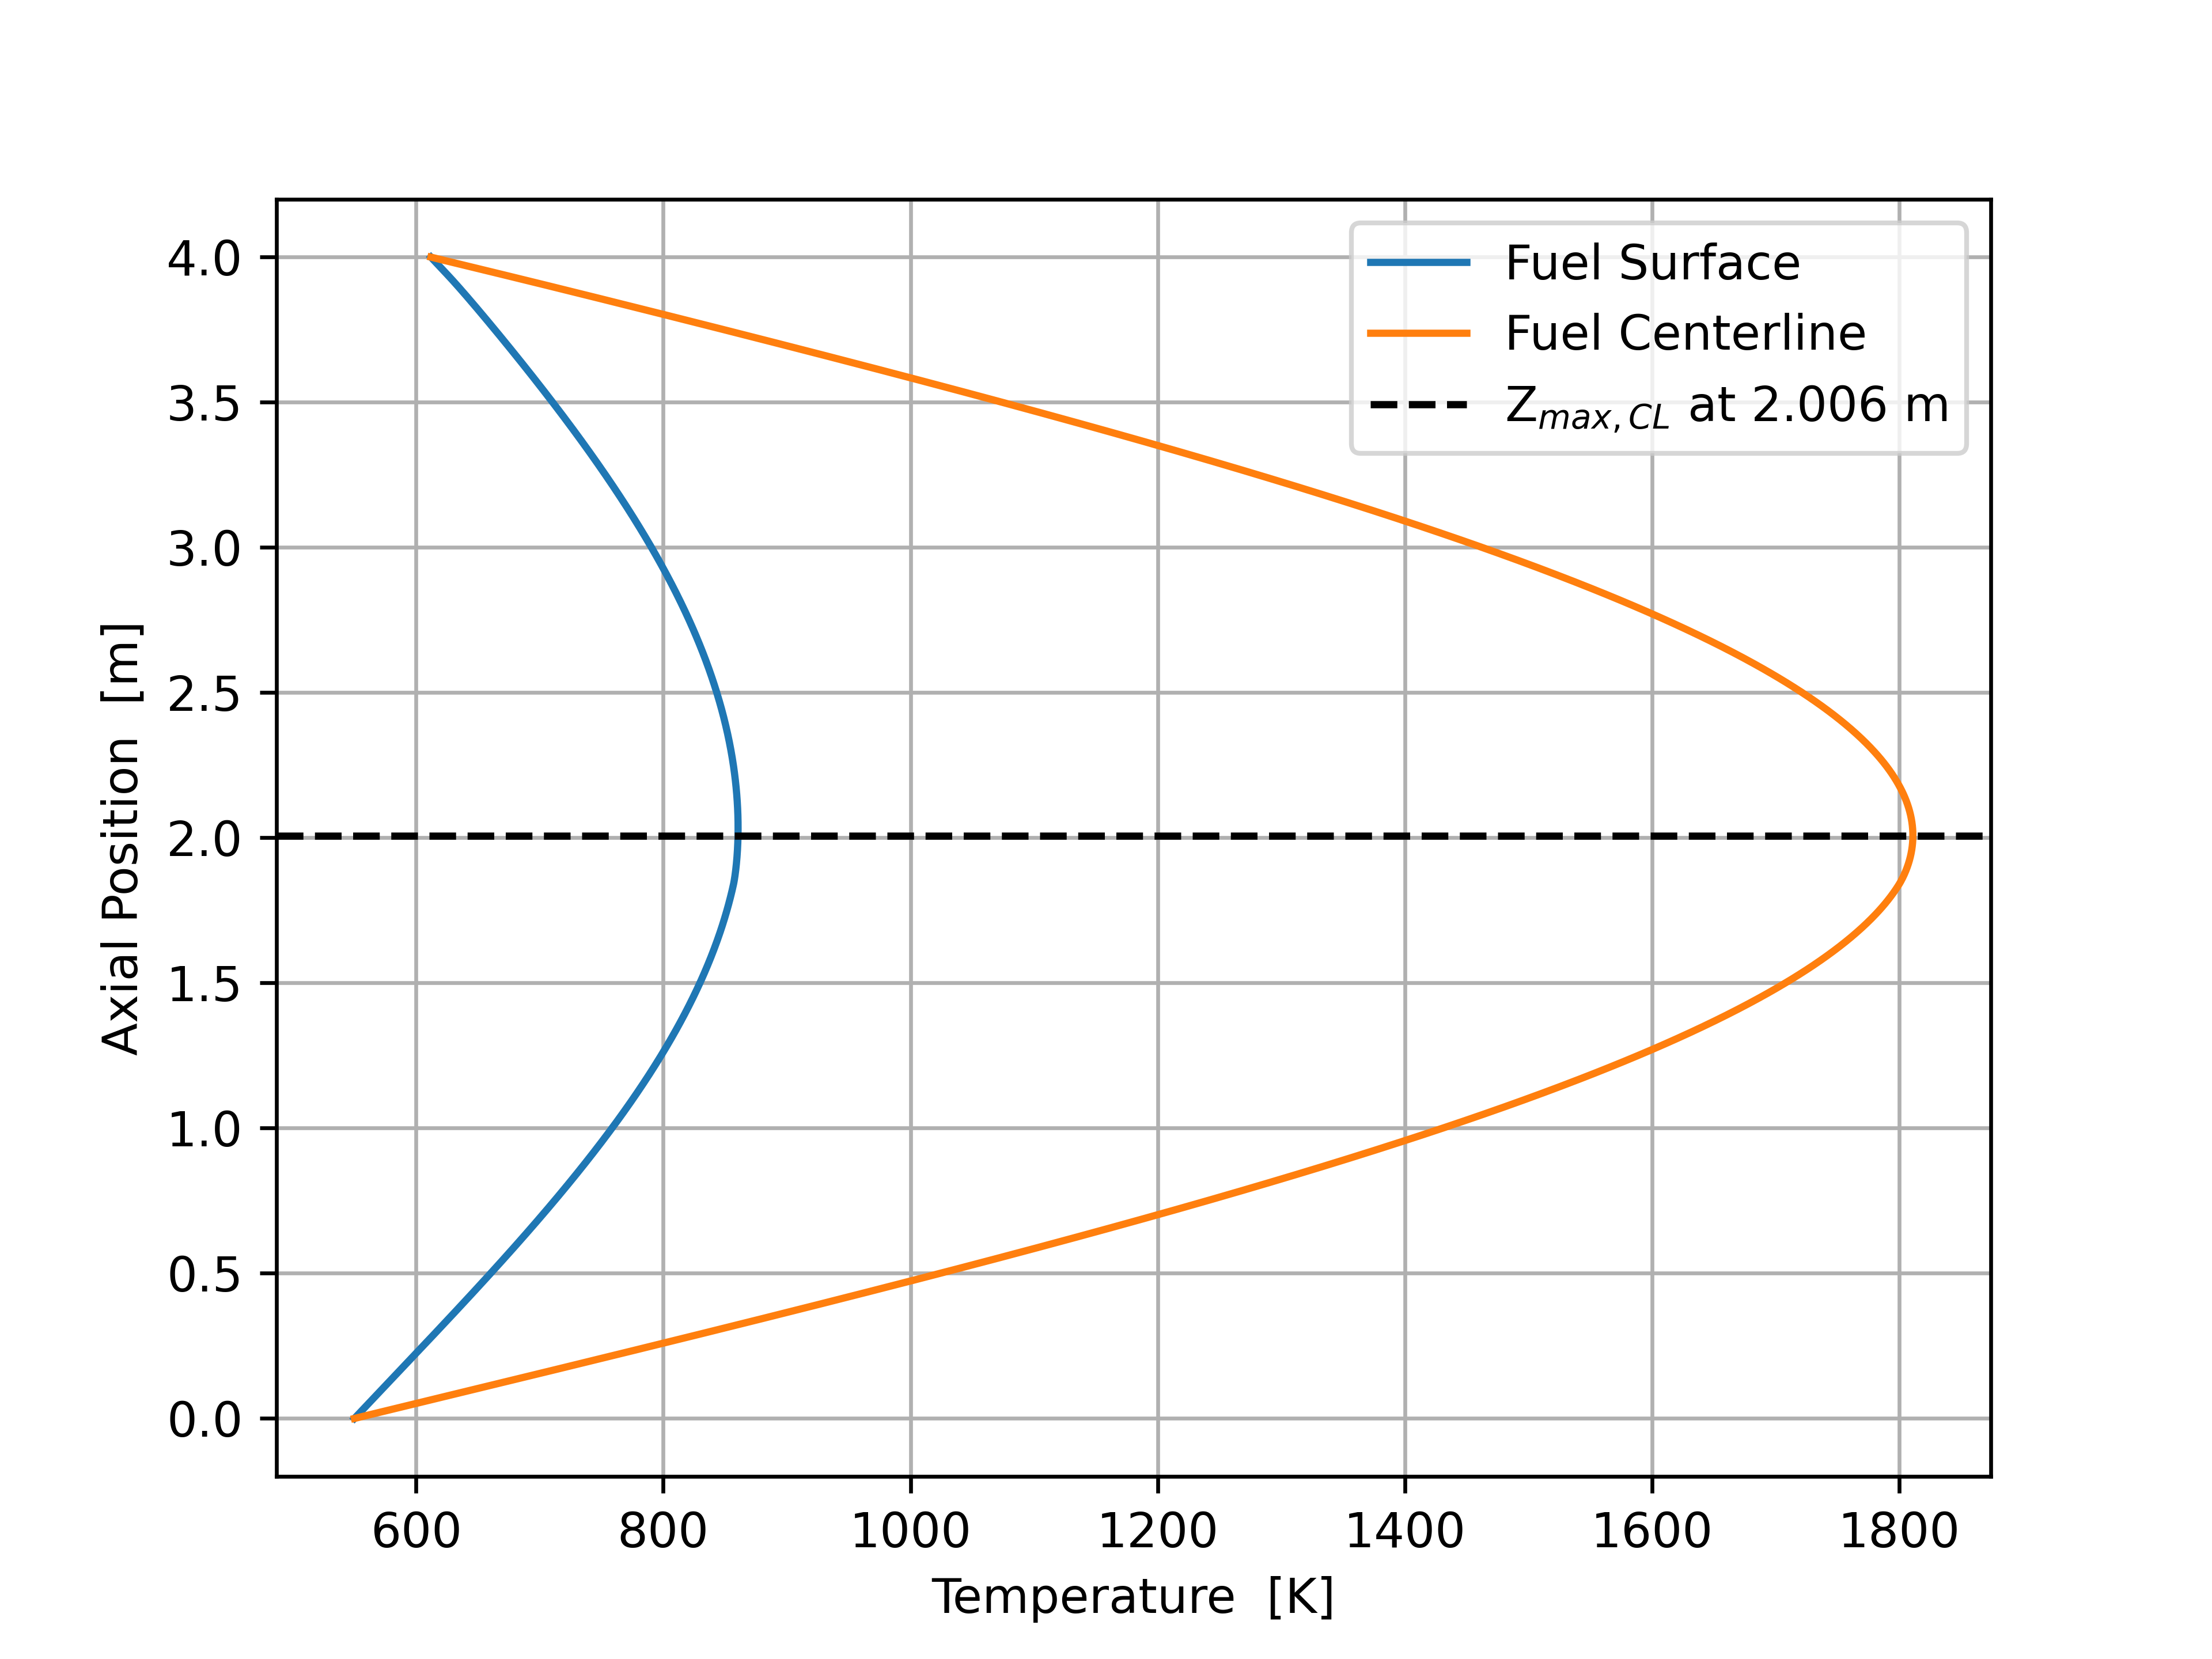 Fuel Surface
Fuel Centerline
Zmax, CL at 2.006 m
4.0
3.5
3.0
2.5
2.0
1.5
1.0
0.5
0.0
Axial Position [m]
600 800 1000 1200 1400 1600 1800
Temperature [K]